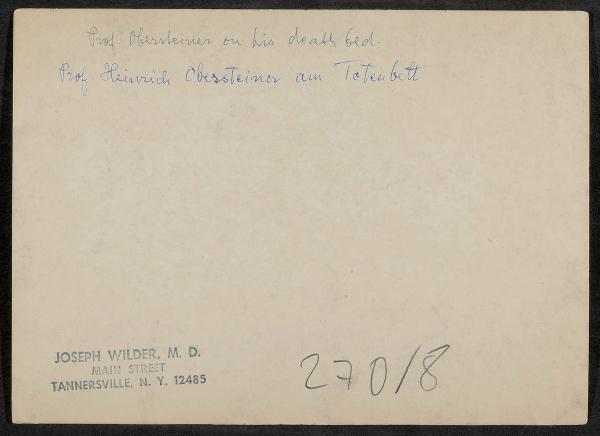 Prof. Obersteiner on his death bed.
Prof Heinrich Obersteiner am Totenbett
JOSEPH WILDER, M. D.
MAIN STREET
TANNERSVILLE, N. Y. 12485
270/8